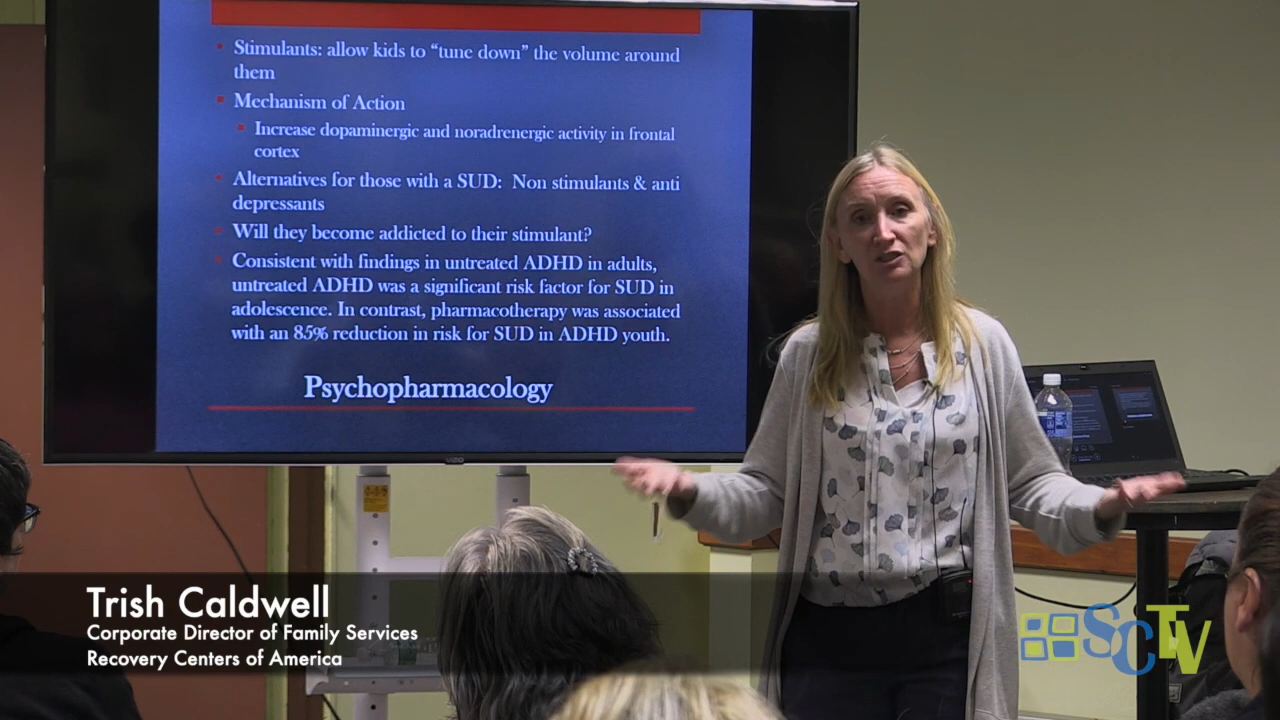 Stimulants: allow kids to “tune down” the volume around
them
Mechanism of Action
Increase dopaminergic and noradrenergic activity in frontal
cortex
Alternatives for those with a SUD: Non stimulants & anti
depressants
Will they become addicted to their stimulant?
Consistent with findings in untreated ADHD in adults,
untreated ADHD was a significant risk factor for SUD in
adolescence. In contrast, pharmacotherapy was associated
with an 85% reduction in risk for SUD in ADHD youth.
Psychopharmacology
VIZIO
Trish Caldwell
Corporate Director of Family Services
Recovery Centers of America
SCTV